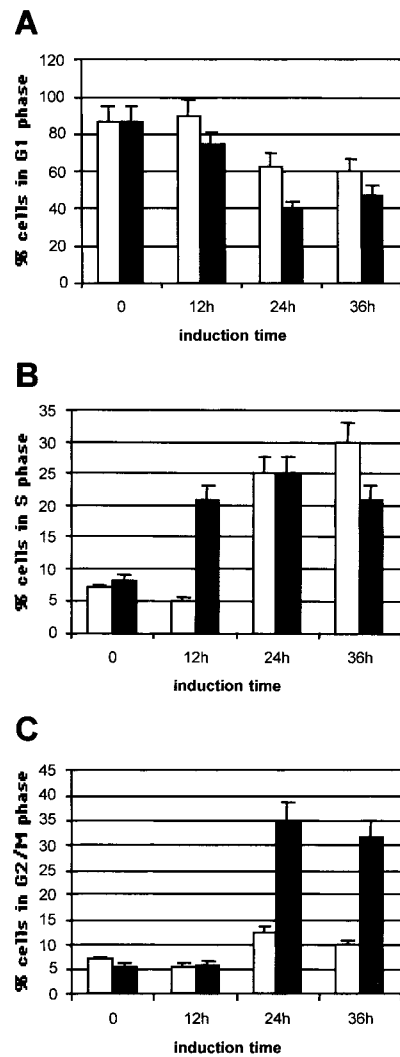 A
% cells in G1 phase
120
100
80
60
40
20
0
0 12h 24h 36h
induction time
B
% cells in S phase
35
30
25
20
15
10
5
0
0 12h 24h 36h
induction time
C
% cells in G2/M phase
45
40
35
30
25
20
15
10
5
0
0 12h 24h 36h
induction time